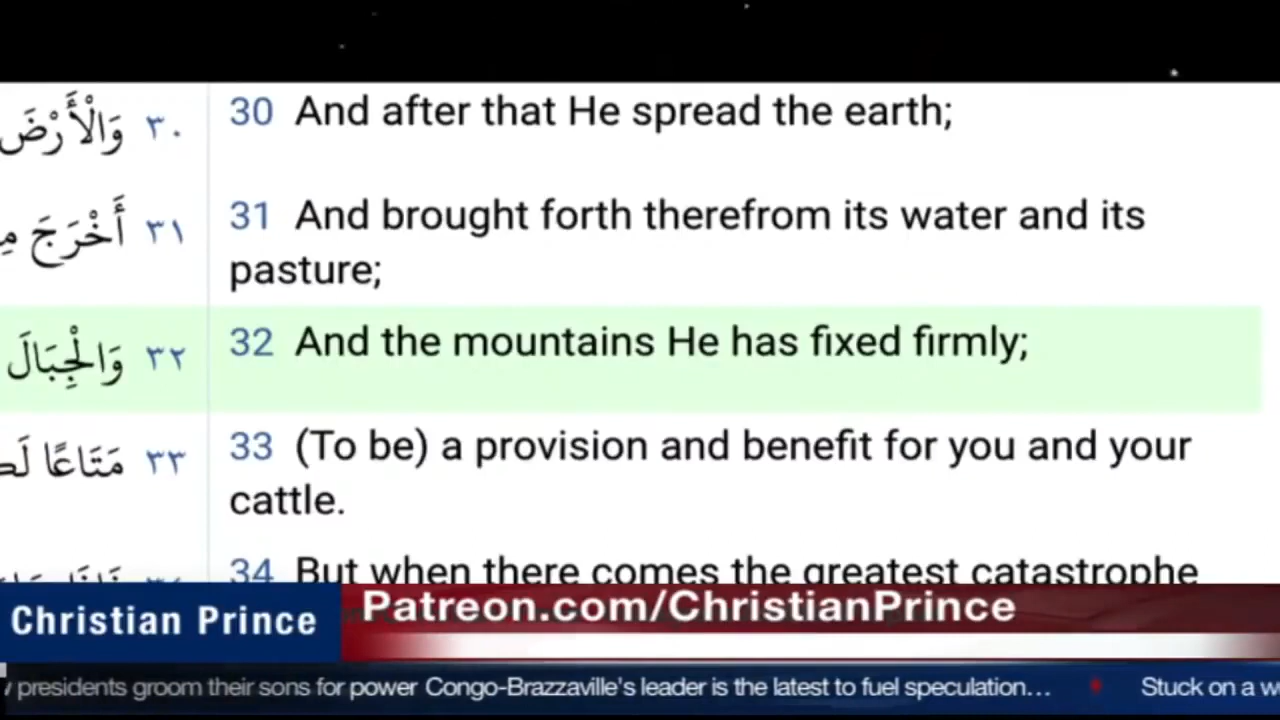 ٣٠ وَالْأَرْضَ
30 And after that He spread the earth;
٣١ أَخْرَجَ
31 And brought forth therefrom its water and its
pasture;
٣٢ وَالْجِبَالَ
32 And the mountains He has fixed firmly;
٣٣ مَتَاعًا
33 (To be) a provision and benefit for you and your
cattle.
34 But when there comes the greatest catastrophe
Christian Prince
Patreon.com/ChristianPrince
presidents groom their sons for power Congo-Brazzaville's leader is the latest to fuel speculation... Stuck on a